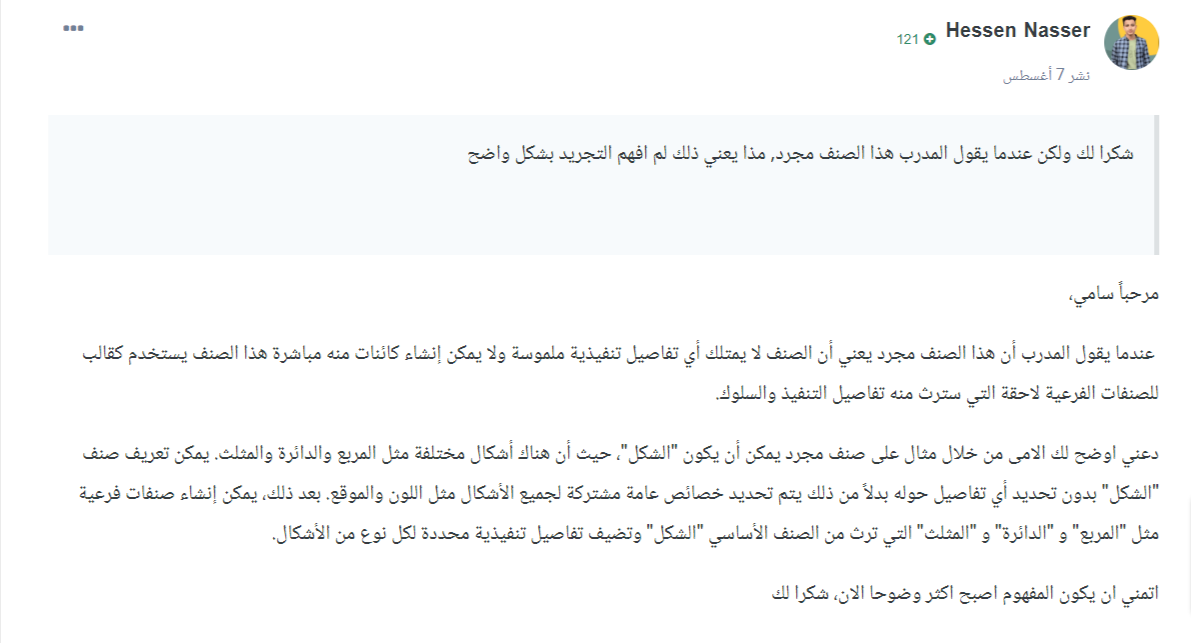 Hessen Nasser
121
نشر 7 أغسطس
شكرا لك ولكن عندما يقول المدرب هذا الصنف مجرد, مذا يعني ذلك لم افهم التجريد بشكل واضح
مرحباً سامي،
عندما يقول المدرب أن هذا الصنف مجرد يعني أن الصنف لا يمتلك أي تفاصيل تنفيذية ملموسة ولا يمكن إنشاء كائنات منه مباشرة هذا الصنف يستخدم كقالب
للصنفات الفرعية لاحقة التي سترث منه تفاصيل التنفيذ والسلوك.
دعني اوضح لك الامى من خلال مثال على صنف مجرد يمكن أن يكون "الشكل"، حيث أن هناك أشكال مختلفة مثل المربع والدائرة والمثلث. يمكن تعريف صنف
"الشكل" بدون تحديد أي تفاصيل حوله بدلاً من ذلك يتم تحديد خصائص عامة مشتركة لجميع الأشكال مثل اللون والموقع. بعد ذلك، يمكن إنشاء صنفات فرعية
مثل "المربع" و "الدائرة" و "المثلث" التي ترث من الصنف الأساسي "الشكل" وتضيف تفاصيل تنفيذية محددة لكل نوع من الأشكال.
اتمني ان يكون المفهوم اصبح اكثر وضوحا الان، شكرا لك